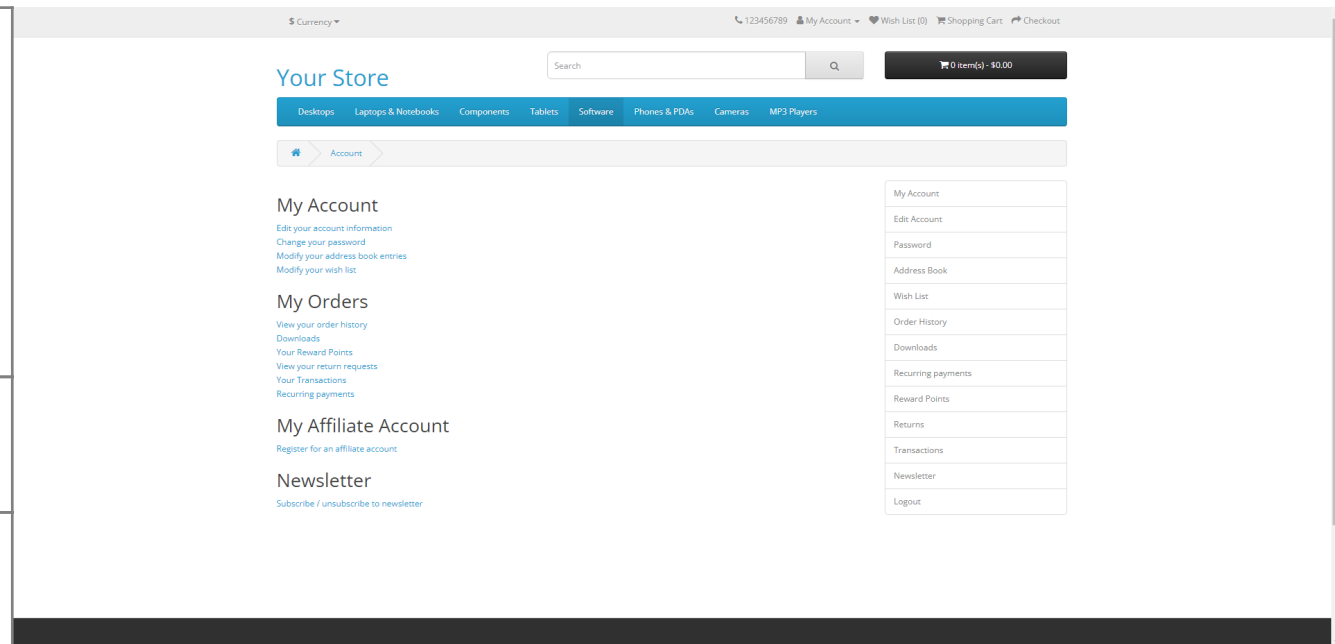 $ Currency
123456789 My Account Wish List (0) Shopping Cart Checkout
Your Store
Search
0 item(s) - $0.00
Desktops Laptops & Notebooks Components Tablets Software Phones & PDAs Cameras MP3 Players
Account
My Account
Edit your account information
Change your password
Modify your address book entries
Modify your wish list
My Orders
View your order history
Downloads
Your Reward Points
View your return requests
Your Transactions
Recurring payments
My Affiliate Account
Register for an affiliate account
Newsletter
Subscribe / unsubscribe to newsletter
My Account
Edit Account
Password
Address Book
Wish List
Order History
Downloads
Recurring payments
Reward Points
Returns
Transactions
Newsletter
Logout